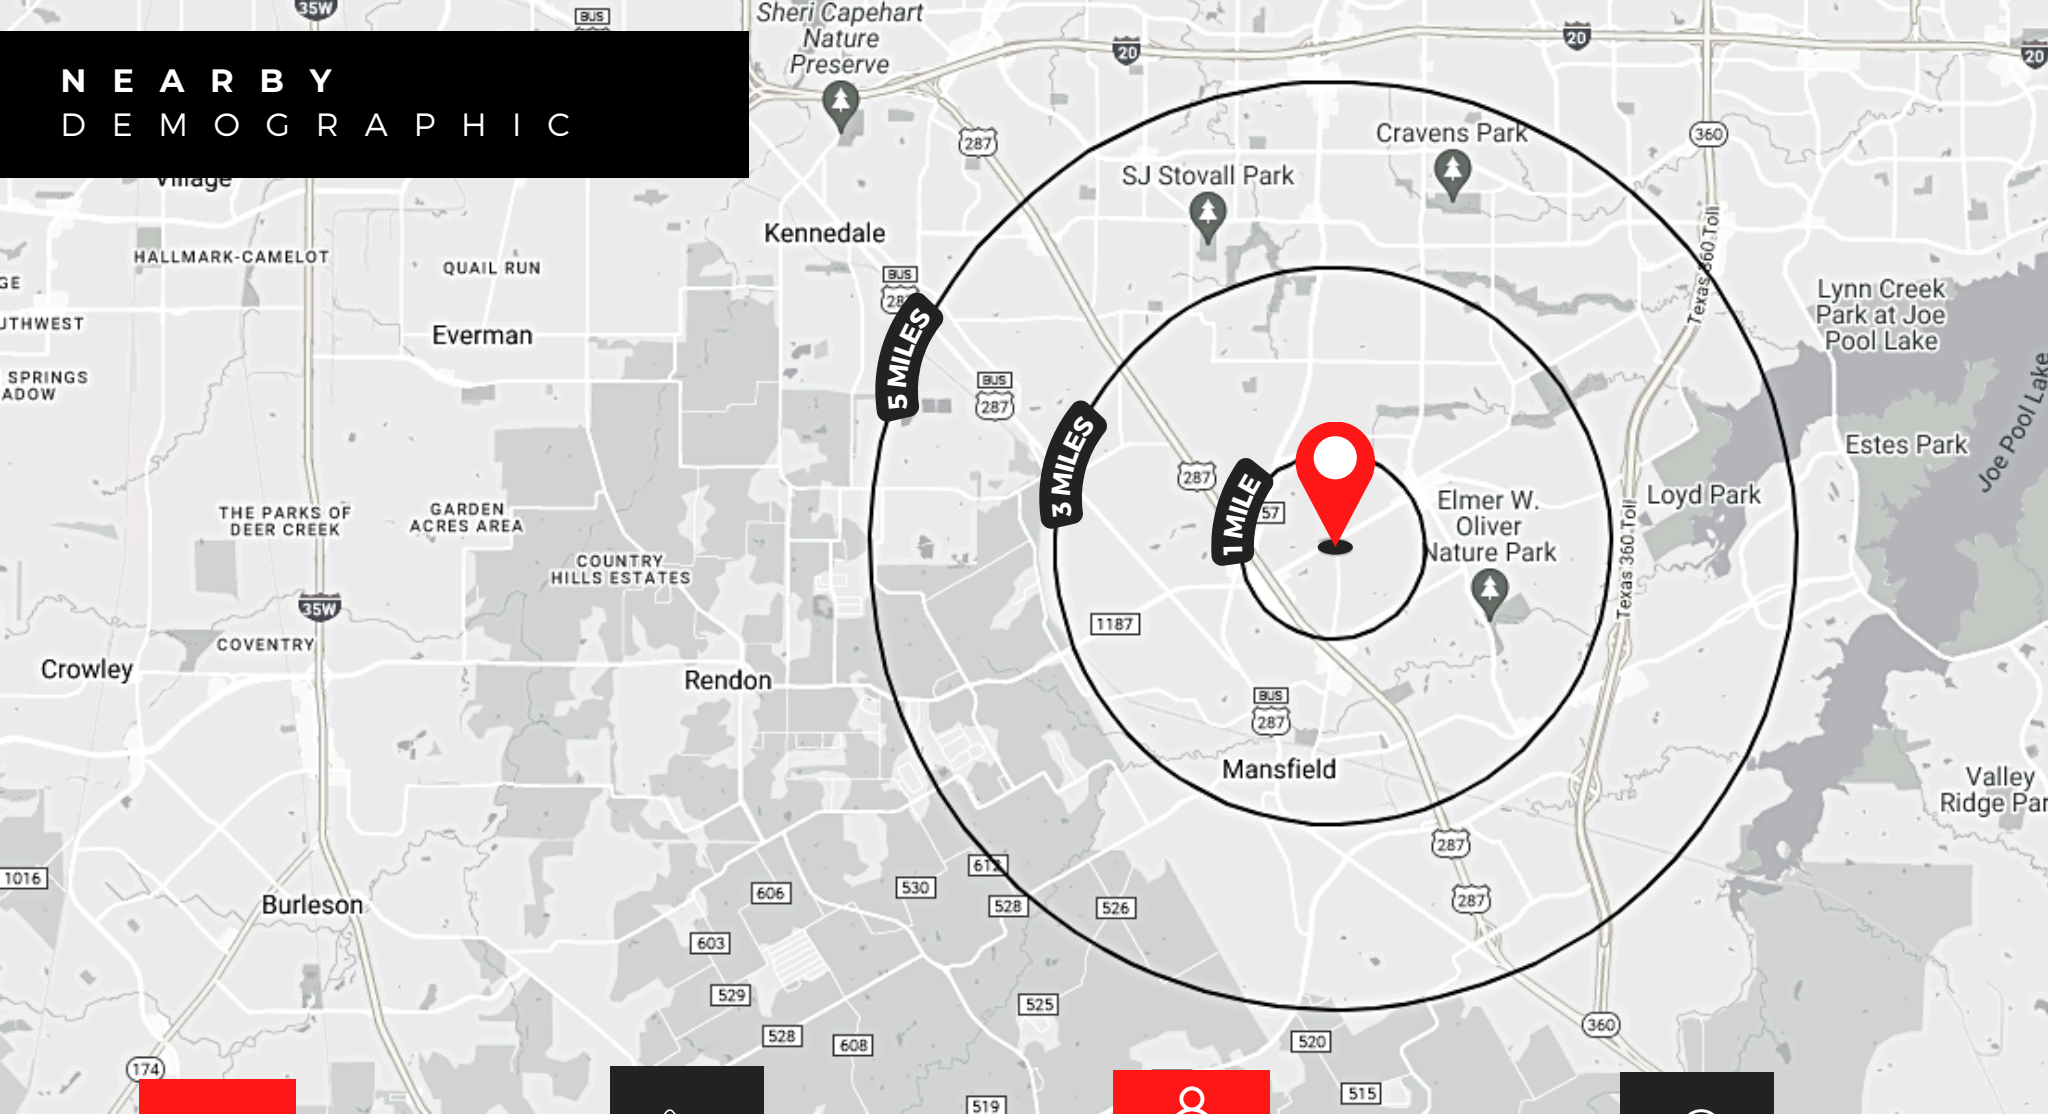 NEARBY
DEMOGRAPHIC
35W
BUS
Sheri Capehart
Nature
Preserve
20
20
20
287
360
Cravens Park
SJ Stovall Park
Village
Kennedale
HALLMARK-CAMELOT
QUAIL RUN
BUS
Texas 360 Toll
Lynn Creek
Park at Joe
Pool Lake
Everman
5 MILES
SPRINGS
BUS
287
3 MILES
Joe Pool Lake
Estes Park
287
1 MILE
57
Elmer W.
Oliver
Nature Park
Loyd Park
THE PARKS OF
DEER CREEK
GARDEN
ACRES AREA
COUNTRY
HILLS ESTATES
Texas 360 Toll
35W
1187
COVENTRY
Crowley
Rendon
BUS
287
Mansfield
Valley
Ridge Par
287
612
1016
606
530
528
526
287
Burleson
603
529
525
528
608
520
360
174
515
519